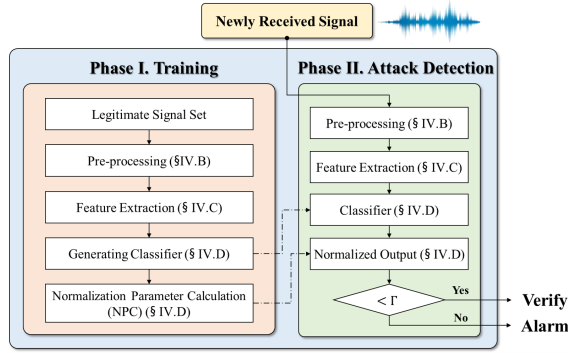 Newly Received Signal
Phase I. Training
Legitimate Signal Set
Pre-processing (§IV.B)
Feature Extraction (§ IV.C)
Generating Classifier (§ IV.D)
Normalization Parameter Calculation
(NPC) (§ IV.D)
Phase II. Attack Detection
Pre-processing (§ IV.B)
Feature Extraction (§ IV.C)
Classifier (§ IV.D)
Normalized Output (§ IV.D)
< Γ
Yes
Verify
No
Alarm